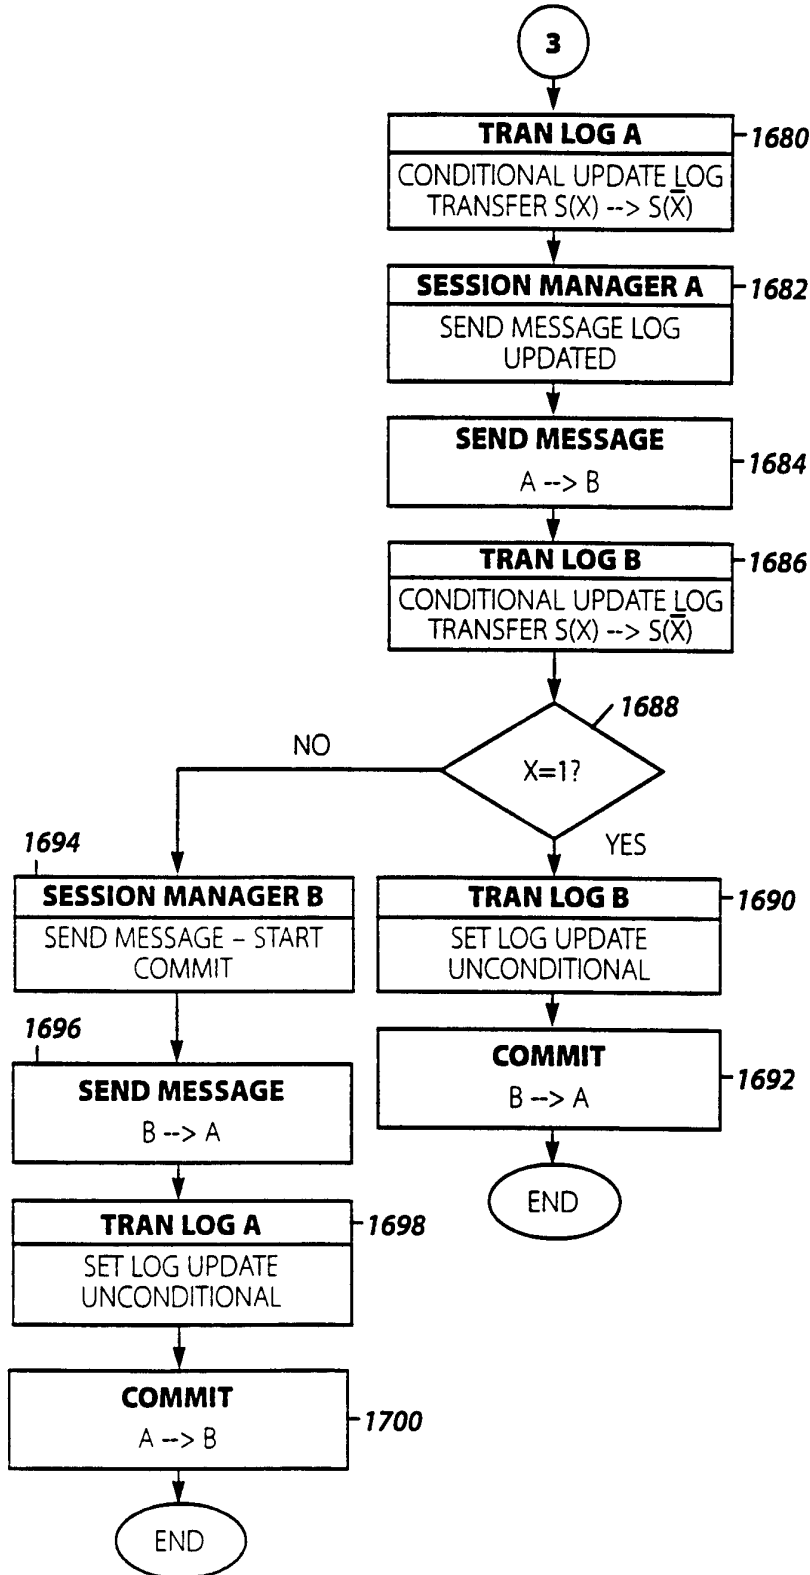 3
TRAN LOG A
1680
CONDITIONAL UPDATE LOG
TRANSFER S(X) --> S(X̅)
SESSION MANAGER A
1682
SEND MESSAGE LOG
UPDATED
SEND MESSAGE
1684
A --> B
TRAN LOG B
1686
CONDITIONAL UPDATE LOG
TRANSFER S(X) --> S(X̅)
1688
NO
X=1?
YES
1694
SESSION MANAGER B
SEND MESSAGE – START
COMMIT
TRAN LOG B
1690
SET LOG UPDATE
UNCONDITIONAL
1696
SEND MESSAGE
B --> A
COMMIT
1692
B --> A
END
TRAN LOG A
1698
SET LOG UPDATE
UNCONDITIONAL
COMMIT
1700
A --> B
END